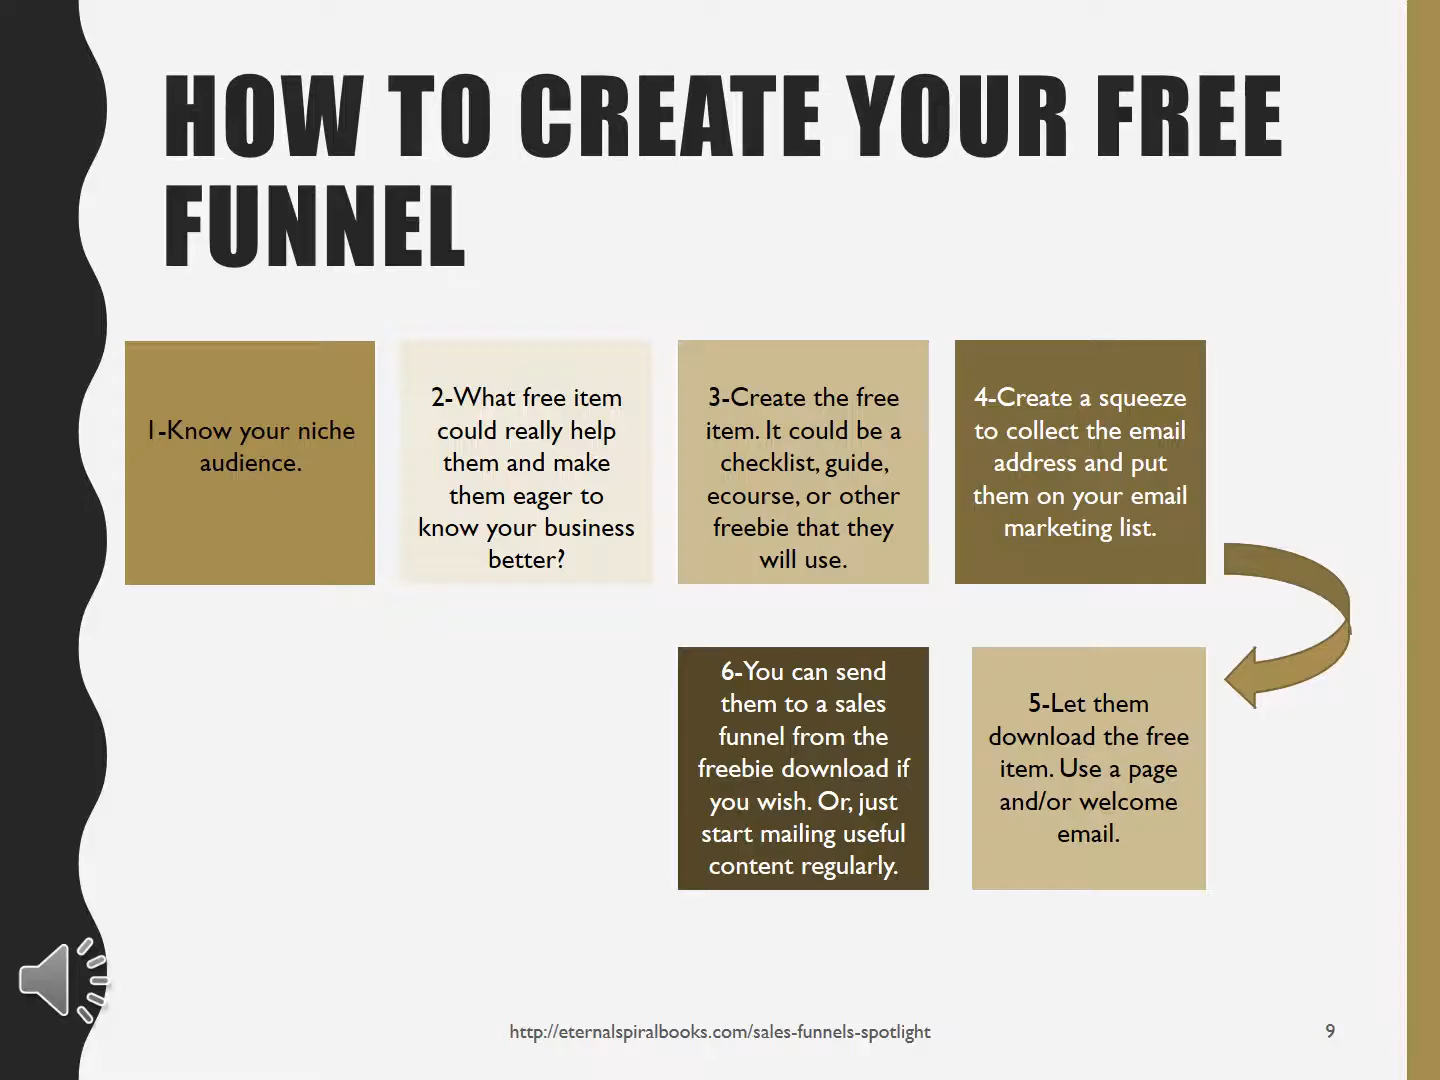 HOW TO CREATE YOUR FREE
FUNNEL
1-Know your niche
audience.
2-What free item
could really help
them and make
them eager to
know your business
better?
3-Create the free
item. It could be a
checklist, guide,
ecourse, or other
freebie that they
will use.
4-Create a squeeze
to collect the email
address and put
them on your email
marketing list.
5-Let them
download the free
item. Use a page
and/or welcome
email.
6-You can send
them to a sales
funnel from the
freebie download if
you wish. Or, just
start mailing useful
content regularly.
http://eternalspiralbooks.com/sales-funnels-spotlight
9